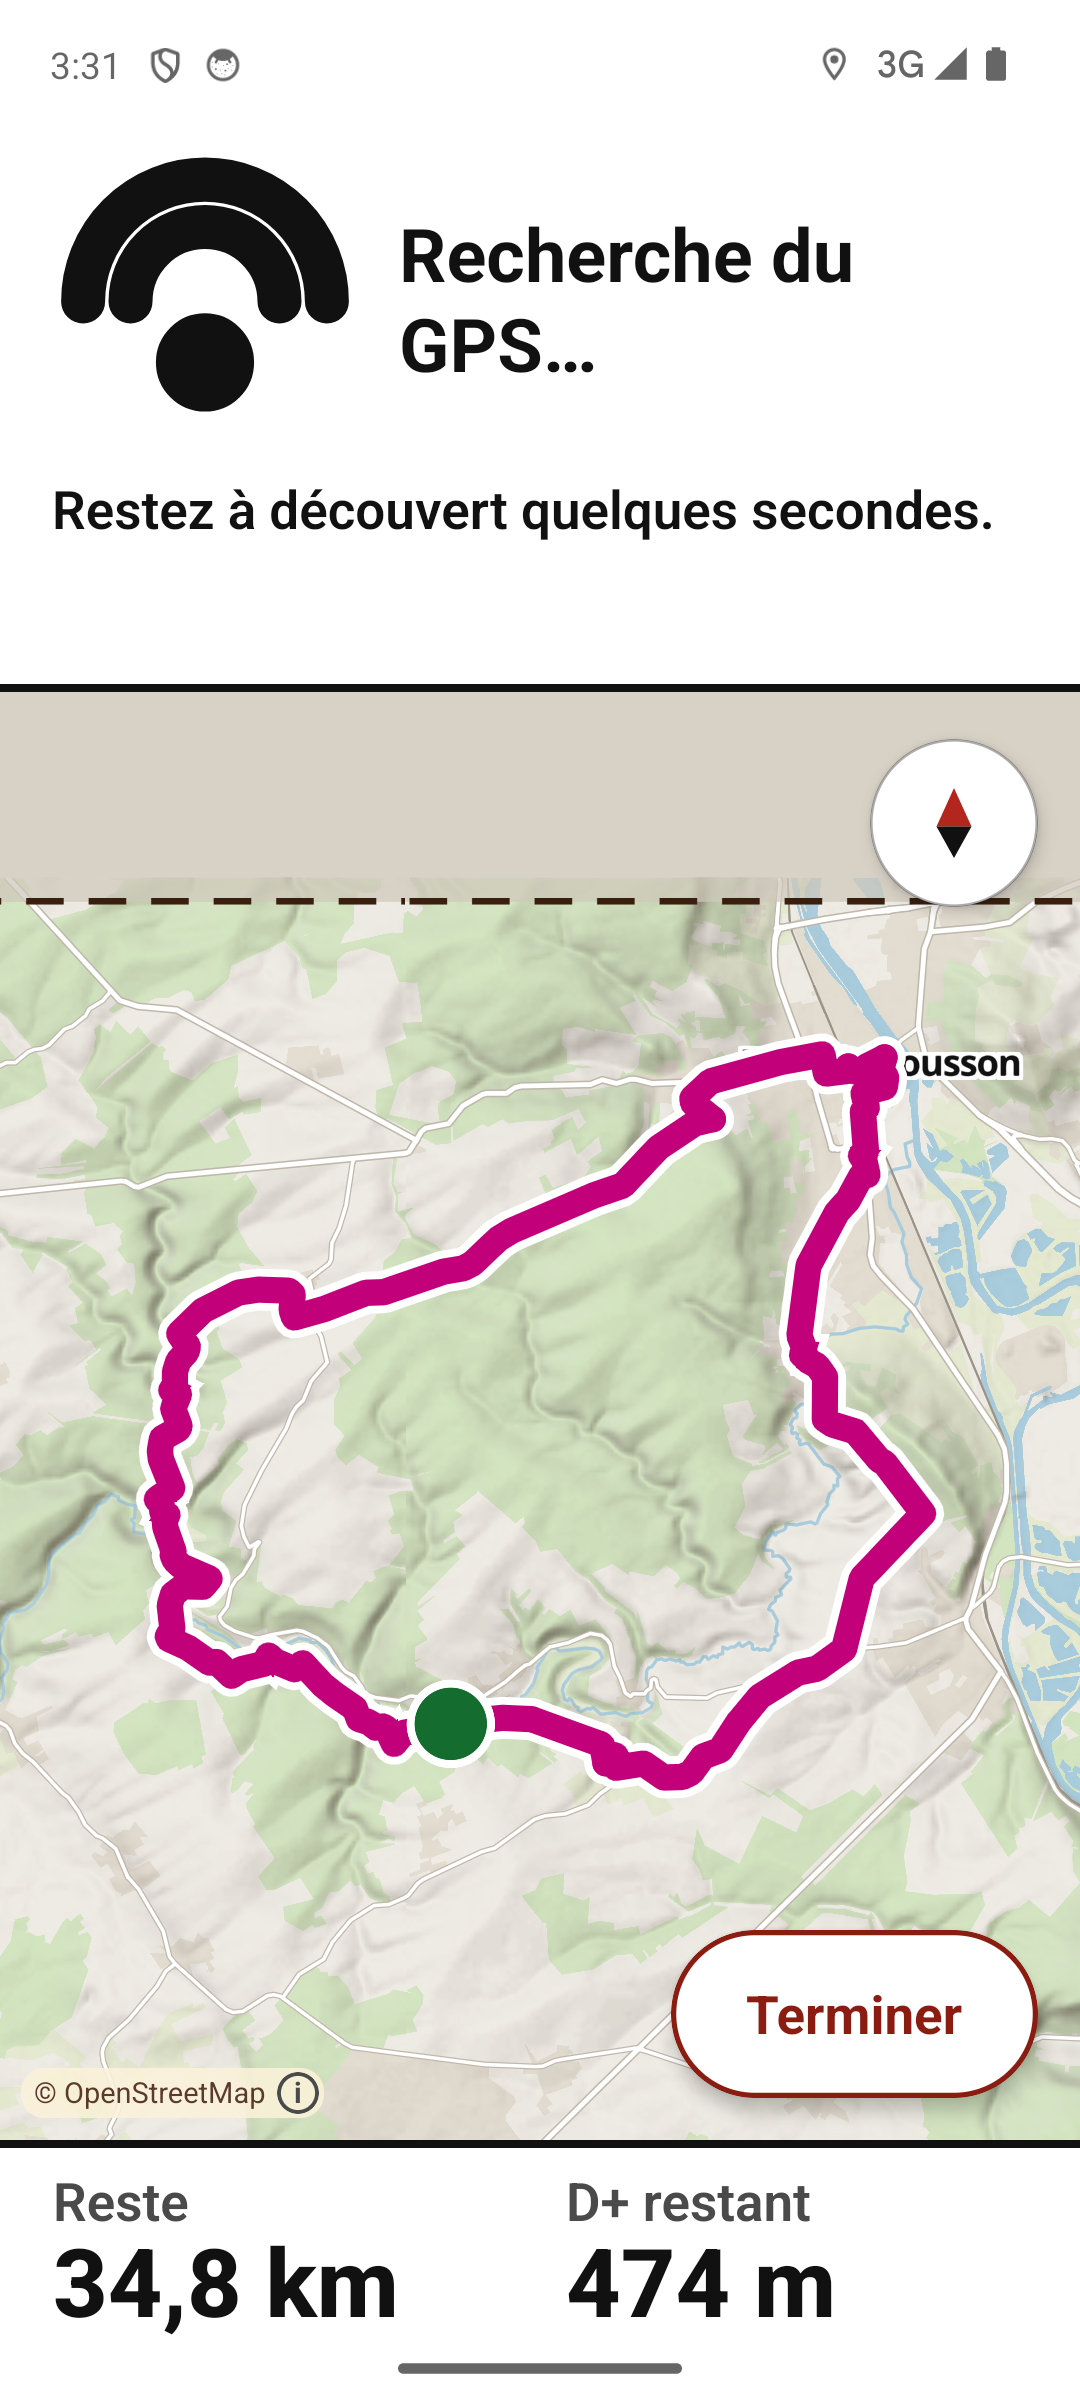 3:31
3G
Recherche du
GPS…
Restez à découvert quelques secondes.
ousson
Terminer
© OpenStreetMap i
Reste
D+ restant
34,8 km
474 m